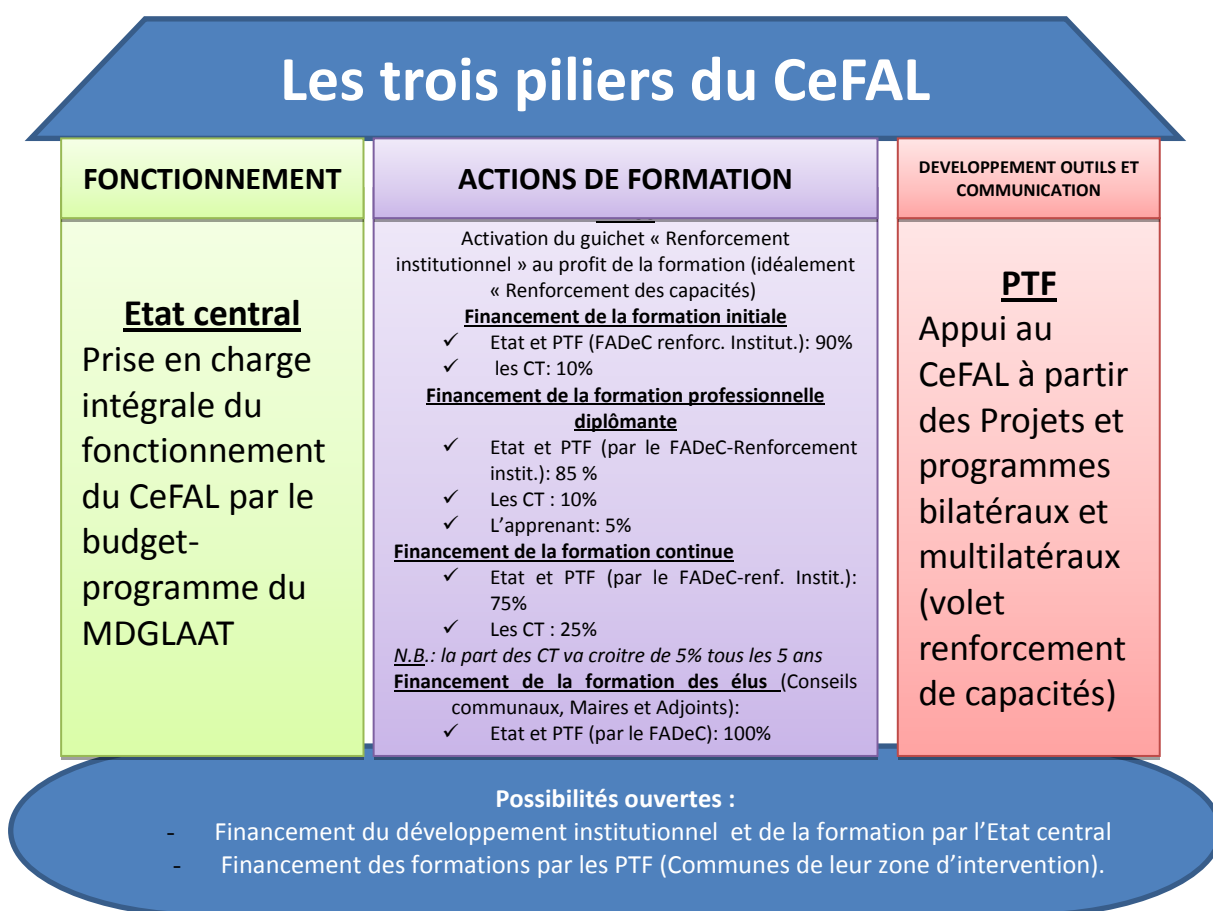 Les trois piliers du CeFAL
FONCTIONNEMENT
Etat central
Prise en charge
intégrale du
fonctionnement
du CeFAL par le
budget-
programme du
MDGLAAT
ACTIONS DE FORMATION
Activation du guichet « Renforcement
institutionnel » au profit de la formation (idéalement
« Renforcement des capacités)
Financement de la formation initiale
✓ Etat et PTF (FADeC renforc. Institut.): 90%
✓ les CT: 10%
Financement de la formation professionnelle
diplômante
✓ Etat et PTF (par le FADeC-Renforcement
instit.): 85 %
✓ Les CT : 10%
✓ L’apprenant: 5%
Financement de la formation continue
✓ Etat et PTF (par le FADeC-renf. Instit.):
75%
✓ Les CT : 25%
N.B.: la part des CT va croitre de 5% tous les 5 ans
Financement de la formation des élus (Conseils
communaux, Maires et Adjoints):
✓ Etat et PTF (par le FADeC): 100%
DEVELOPPEMENT OUTILS ET
COMMUNICATION
PTF
Appui au
CeFAL à partir
des Projets et
programmes
bilatéraux et
multilatéraux
(volet
renforcement
de capacités)
Possibilités ouvertes :
- Financement du développement institutionnel et de la formation par l’Etat central
- Financement des formations par les PTF (Communes de leur zone d’intervention).